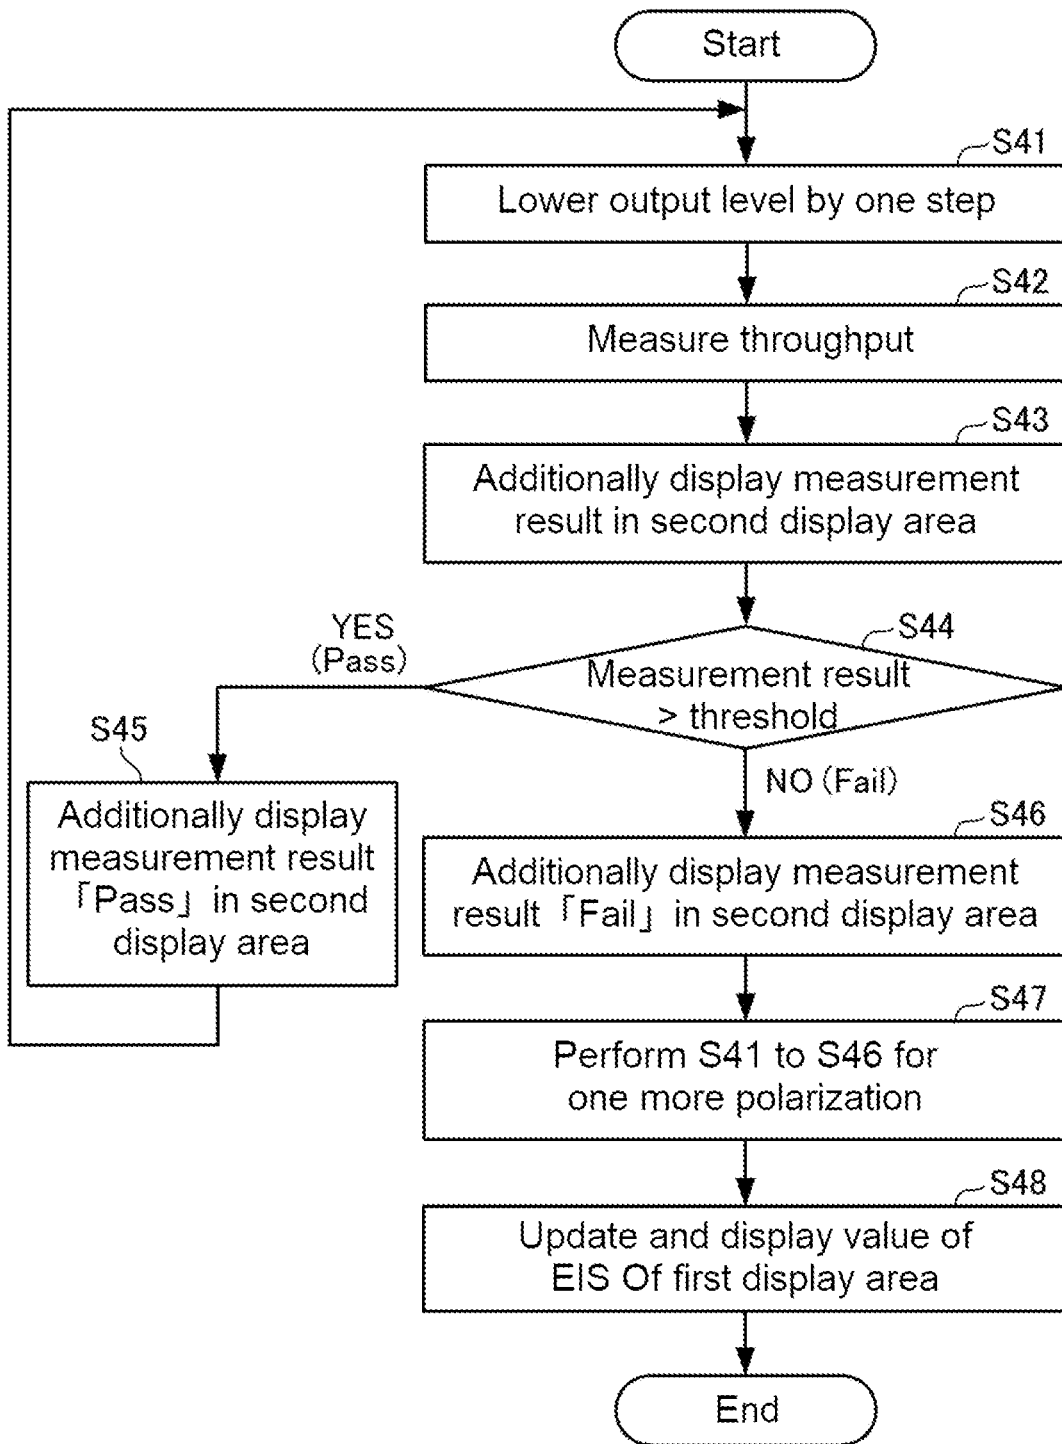 Start
S41
Lower output level by one step
S42
Measure throughput
S43
Additionally display measurement
result in second display area
S44
Measurement result
> threshold
YES
(Pass)
NO (Fail)
S45
Additionally display
measurement result
「Pass」 in second
display area
S46
Additionally display measurement
result 「Fail」 in second display area
S47
Perform S41 to S46 for
one more polarization
S48
Update and display value of
EIS Of first display area
End